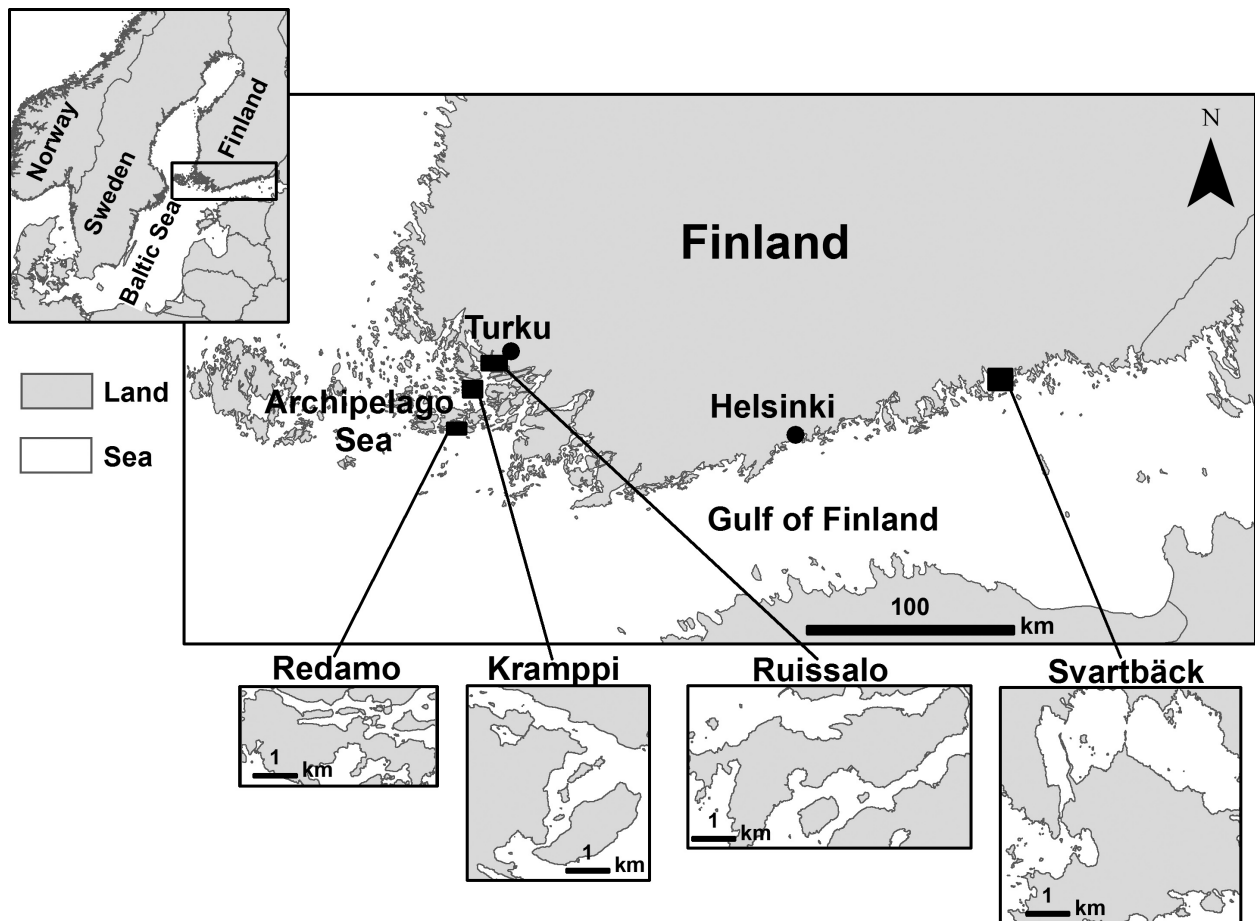 Norway
Sweden
Finland
Baltic Sea
N
Finland
Land
Sea
Turku
Archipelago
Sea
Helsinki
Gulf of Finland
100
km
Redamo
Kramppi
Ruissalo
Svartbäck
1
km
1
km
1
km
1
km